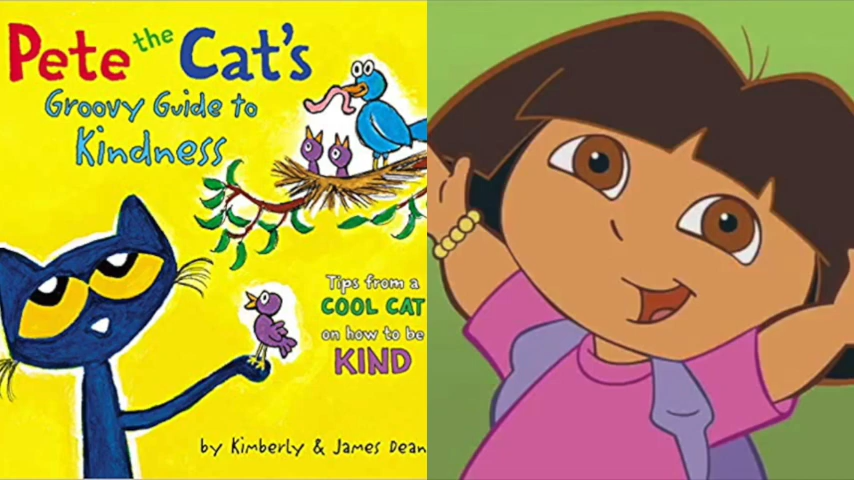 Pete the Cat's
Groovy Guide to
Kindness
Tips from a
COOL CAT
on how to be
KIND
by Kimberly & James Dean